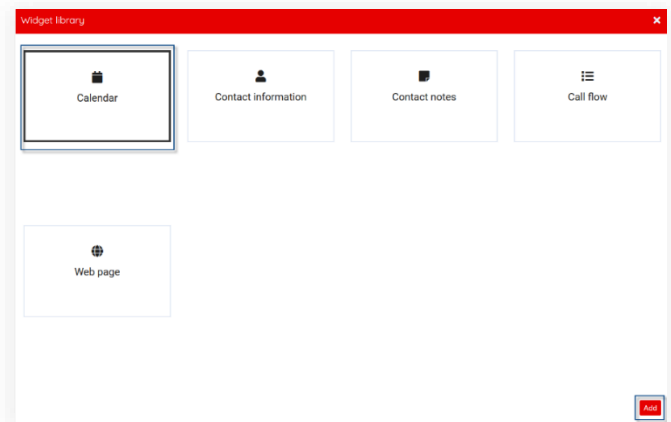 Widget library
Calendar
Contact information
Contact notes
Call flow
Web page
Add